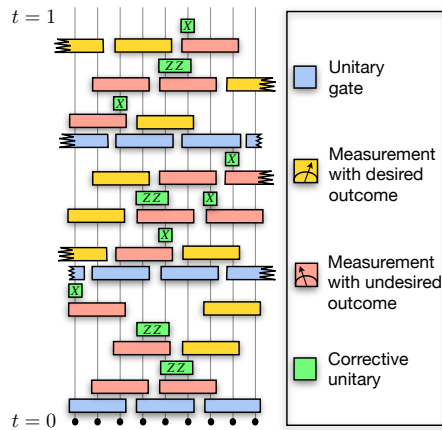 t = 1
X
ZZ
X
X
ZZ
X
X
X
ZZ
ZZ
t = 0
Unitary
gate
Measurement
with desired
outcome
Measurement
with undesired
outcome
Corrective
unitary